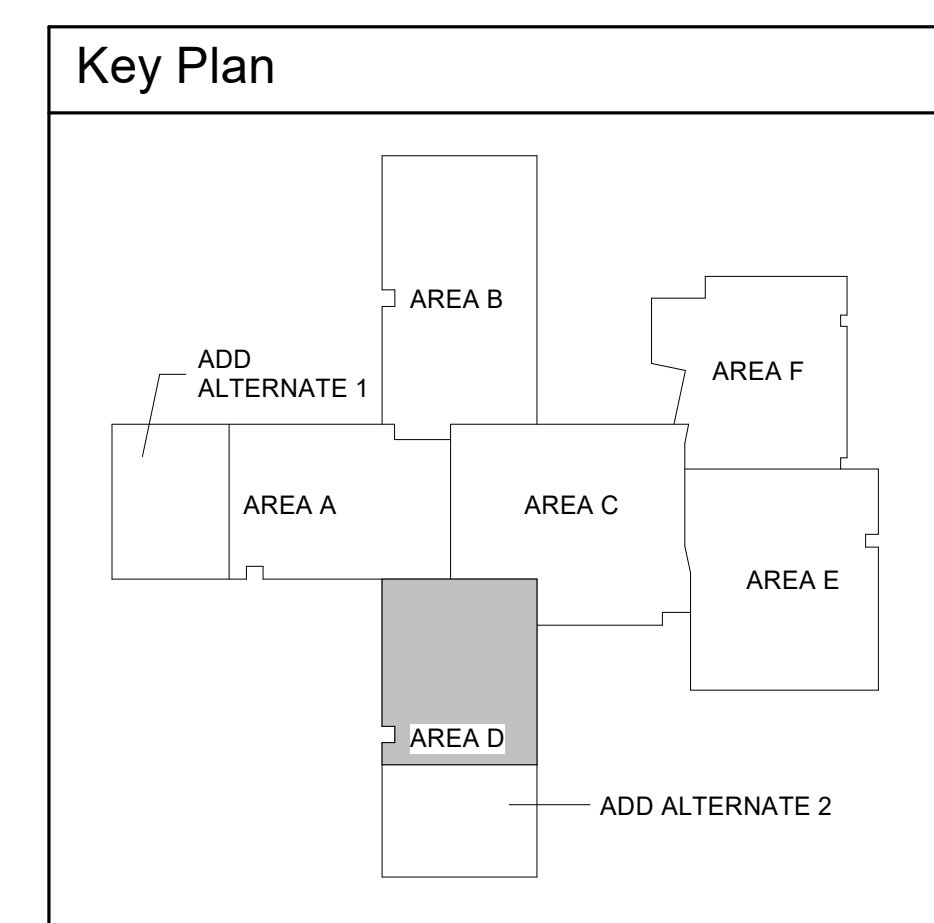 Key Plan
AREA B
ADD
ALTERNATE 1
AREA F
AREA A
AREA C
AREA E
AREA D
ADD ALTERNATE 2